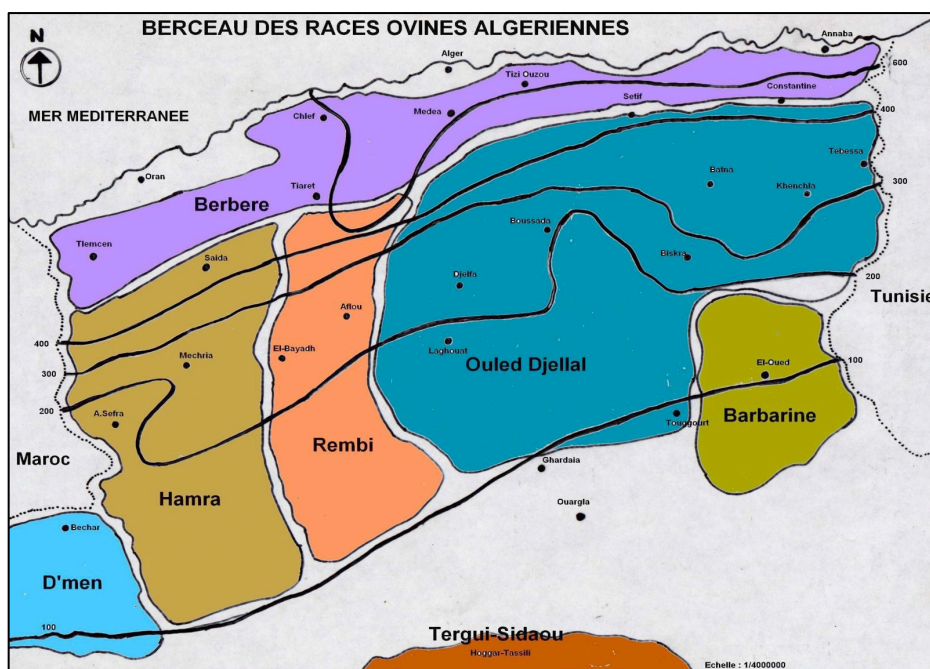 BERCEAU DES RACES OVINES ALGERIENNES
N
Annaba
Alger
600
Tizi Ouzou
Constantine
Setif
400
MER MEDITERRANEE
Chlef
Medea
Tebessa
Oran
Batna
300
Khenchla
Tiaret
Berbere
Boussada
Tlemcen
Saida
Biskra
Djelfa
200
Tunisie
Aflou
400
Laghouat
El-Bayadh
Mechria
Ouled Djellal
El-Oued
100
300
200
A.Sefra
Barbarine
Touggourt
Rembi
Maroc
Ghardaia
Hamra
Ouargla
Bechar
D'men
100
Tergui-Sidaou
Hoggar-Tassili
Echelle : 1/4000000